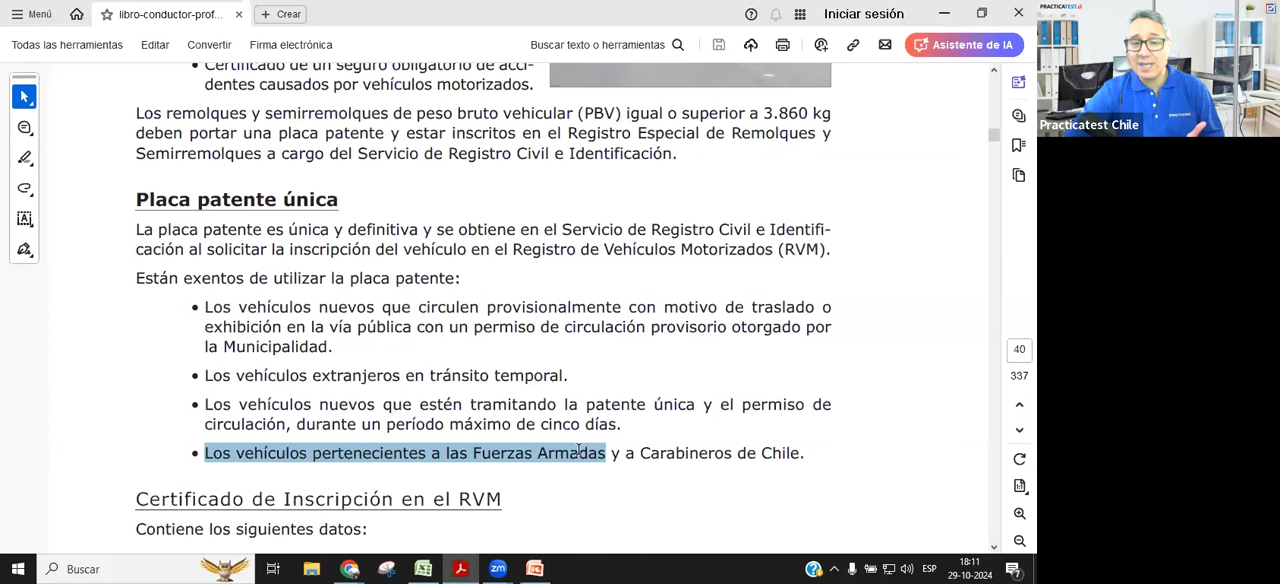 Menú
libro-conductor-prof...
Crear
Iniciar sesión
PRACTICATEST.cl
Todas las herramientas
Editar
Convertir
Firma electrónica
Buscar texto o herramientas
Asistente de IA
• Certificado de un seguro obligatorio de acci-
dentes causados por vehículos motorizados.
Los remolques y semirremolques de peso bruto vehicular (PBV) igual o superior a 3.860 kg
deben portar una placa patente y estar inscritos en el Registro Especial de Remolques y
Semirremolques a cargo del Servicio de Registro Civil e Identificación.
Placa patente única
La placa patente es única y definitiva y se obtiene en el Servicio de Registro Civil e Identifi-
cación al solicitar la inscripción del vehículo en el Registro de Vehículos Motorizados (RVM).
Están exentos de utilizar la placa patente:
• Los vehículos nuevos que circulen provisionalmente con motivo de traslado o
exhibición en la vía pública con un permiso de circulación provisorio otorgado por
la Municipalidad.
• Los vehículos extranjeros en tránsito temporal.
• Los vehículos nuevos que estén tramitando la patente única y el permiso de
circulación, durante un período máximo de cinco días.
• Los vehículos pertenecientes a las Fuerzas Armadas y a Carabineros de Chile.
Certificado de Inscripción en el RVM
Contiene los siguientes datos:
Practicatest Chile
40
337
Buscar
ESP
18:11
29-10-2024
7